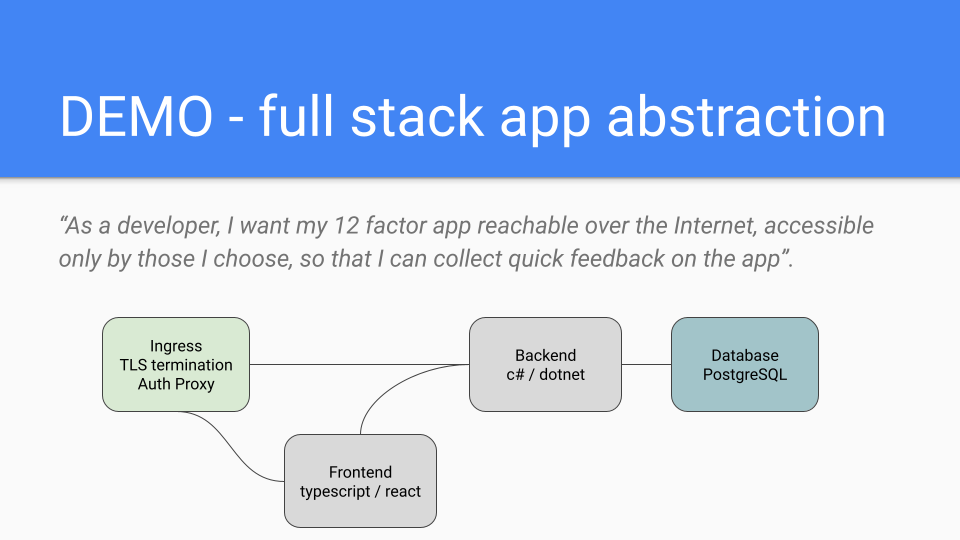 DEMO - full stack app abstraction
“As a developer, I want my 12 factor app reachable over the Internet, accessible
only by those I choose, so that I can collect quick feedback on the app”.
Ingress
TLS termination
Auth Proxy
Backend
c# / dotnet
Database
PostgreSQL
Frontend
typescript / react